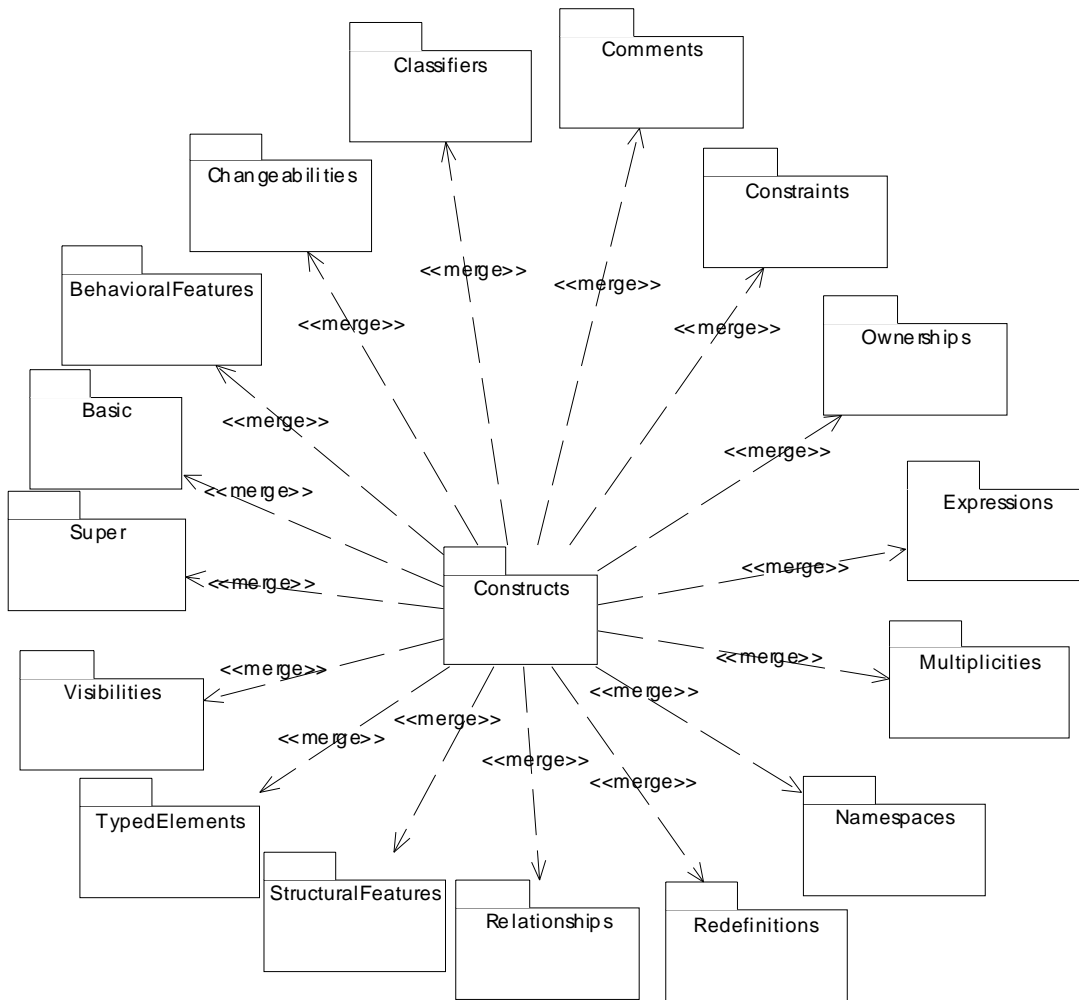 Comments
Classifiers
Changeabilities
Constraints
<<merge>>
<<merge>>
BehavioralFeatures
<<merge>>
<<merge>>
Ownerships
Basic
<<merge>>
<<merge>>
<<merge>>
Expressions
Super
<<merge>>
<<merge>>
Constructs
<<merge>>
<<merge>>
Multiplicities
Visibilities
<<merge>>
<<merge>>
<<merge>>
<<merge>>
<<merge>>
TypedElements
Namespaces
StructuralFeatures
Relationships
Redefinitions